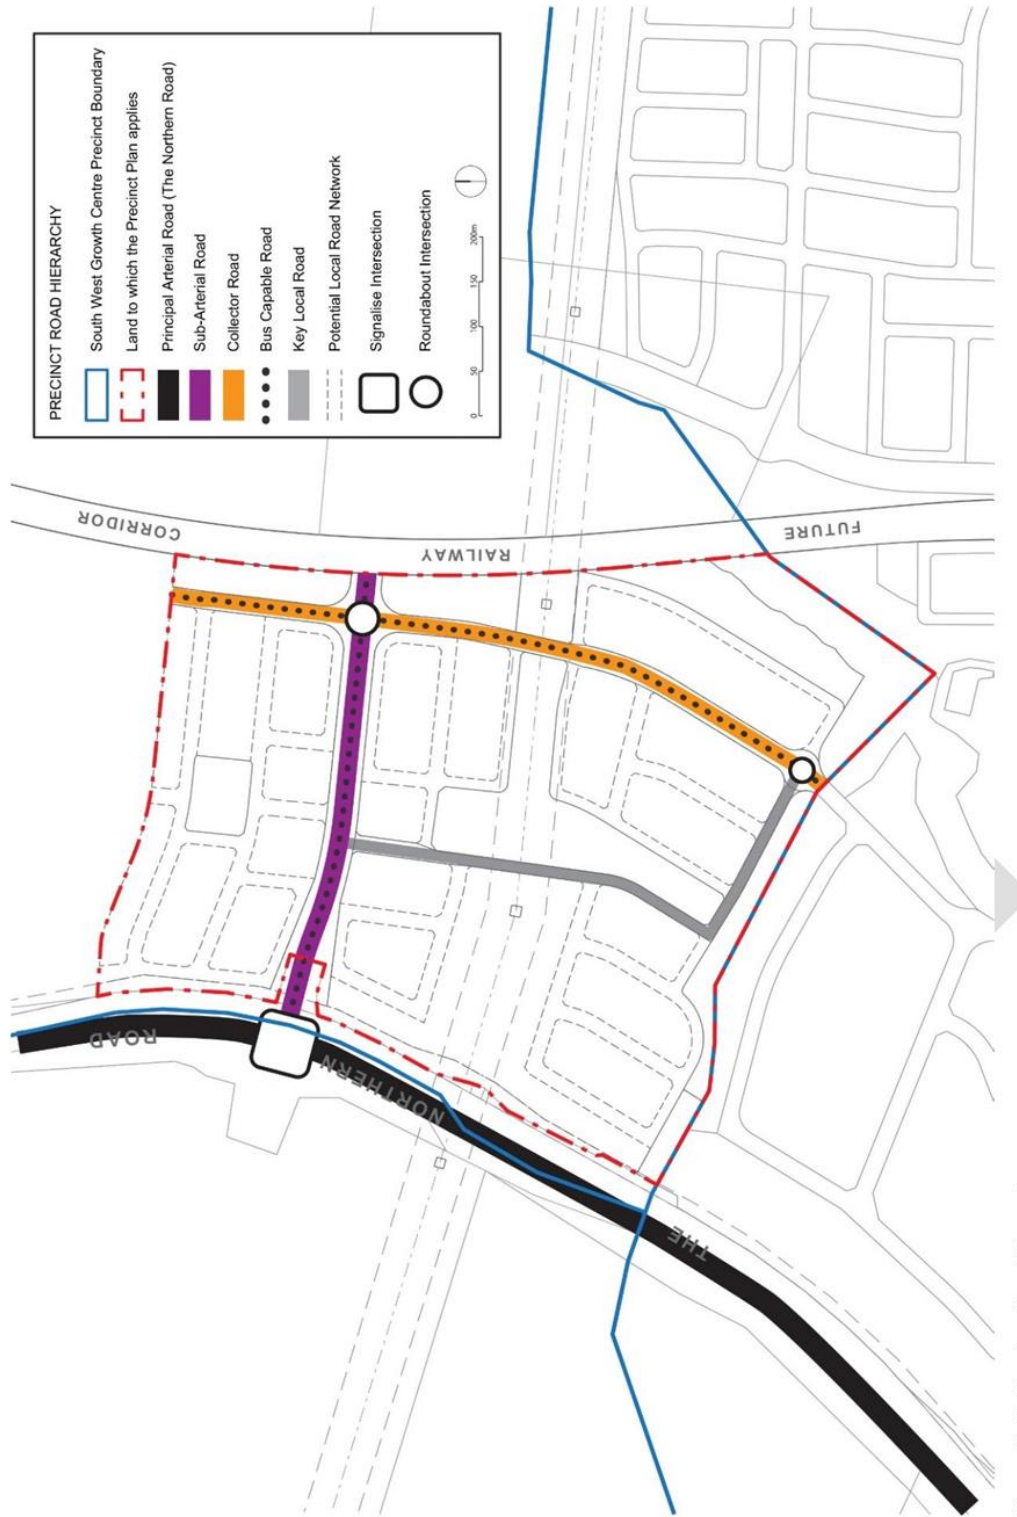 PRECINCT ROAD HIERARCHY
South West Growth Centre Precinct Boundary
Land to which the Precinct Plan applies
Principal Arterial Road (The Northern Road)
Sub-Arterial Road
Collector Road
Bus Capable Road
Key Local Road
Potential Local Road Network
Signalise Intersection
Roundabout Intersection
0 50 100 150 200m
FUTURE RAILWAY CORRIDOR
THE NORTHERN ROAD